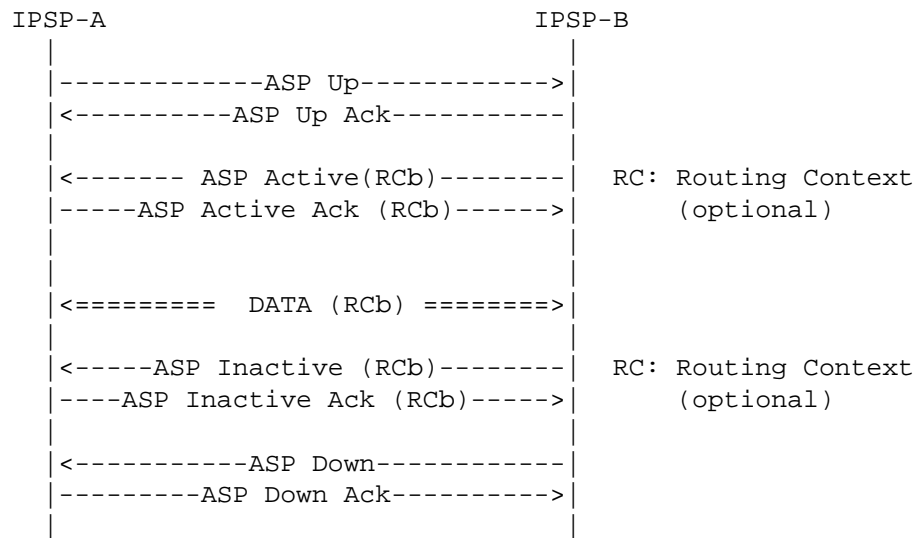 IPSP-A                              IPSP-B
  |                                   |
  |-------------ASP Up------------>|
  |<----------ASP Up Ack-----------|
  |                                   |
  |<------- ASP Active(RCb)--------|  RC: Routing Context
  |-----ASP Active Ack (RCb)------>|      (optional)
  |                                   |
  |                                   |
  |<=========  DATA (RCb) ========>|
  |                                   |
  |<-----ASP Inactive (RCb)--------|  RC: Routing Context
  |----ASP Inactive Ack (RCb)----->|      (optional)
  |                                   |
  |<-----------ASP Down------------|
  |---------ASP Down Ack---------->|
  |                                   |